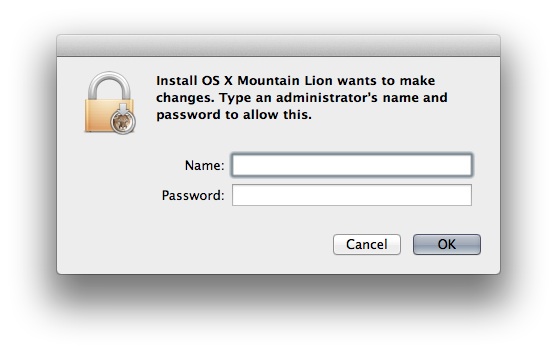 Install OS X Mountain Lion wants to make
changes. Type an administrator's name and
password to allow this.
Name:
Password:
Cancel
OK